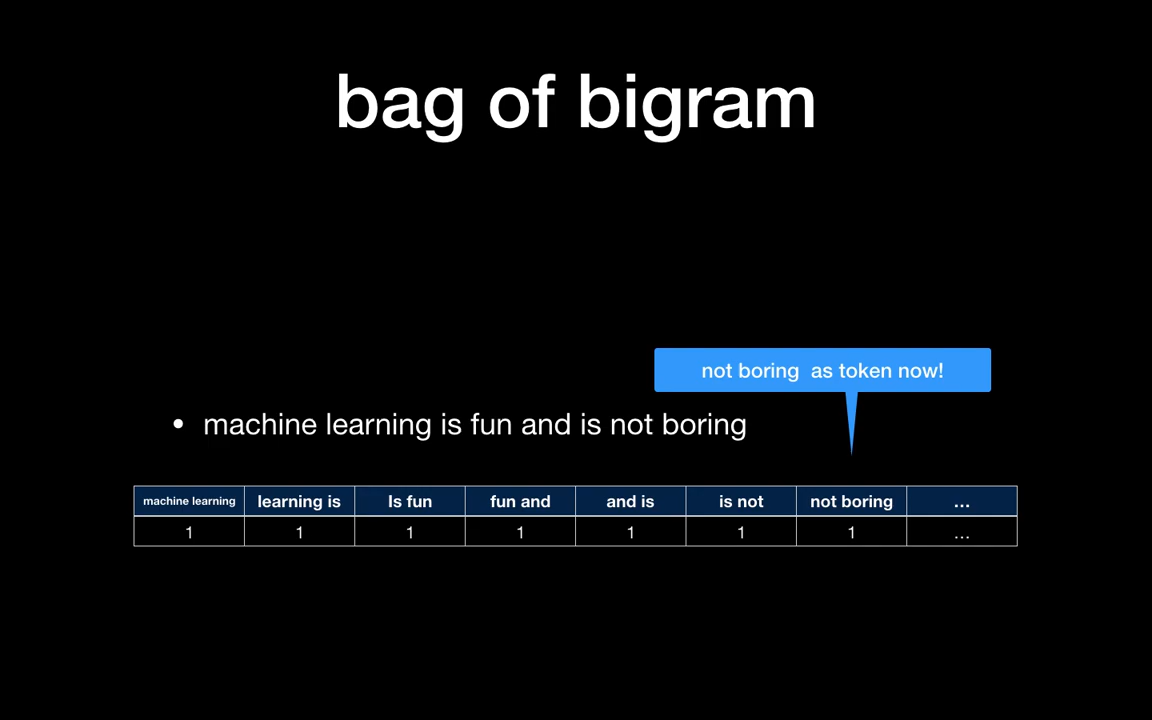 bag of bigram
not boring as token now!
• machine learning is fun and is not boring
machine learning learning is Is fun fun and and is is not not boring ...
1 1 1 1 1 1 1 ...